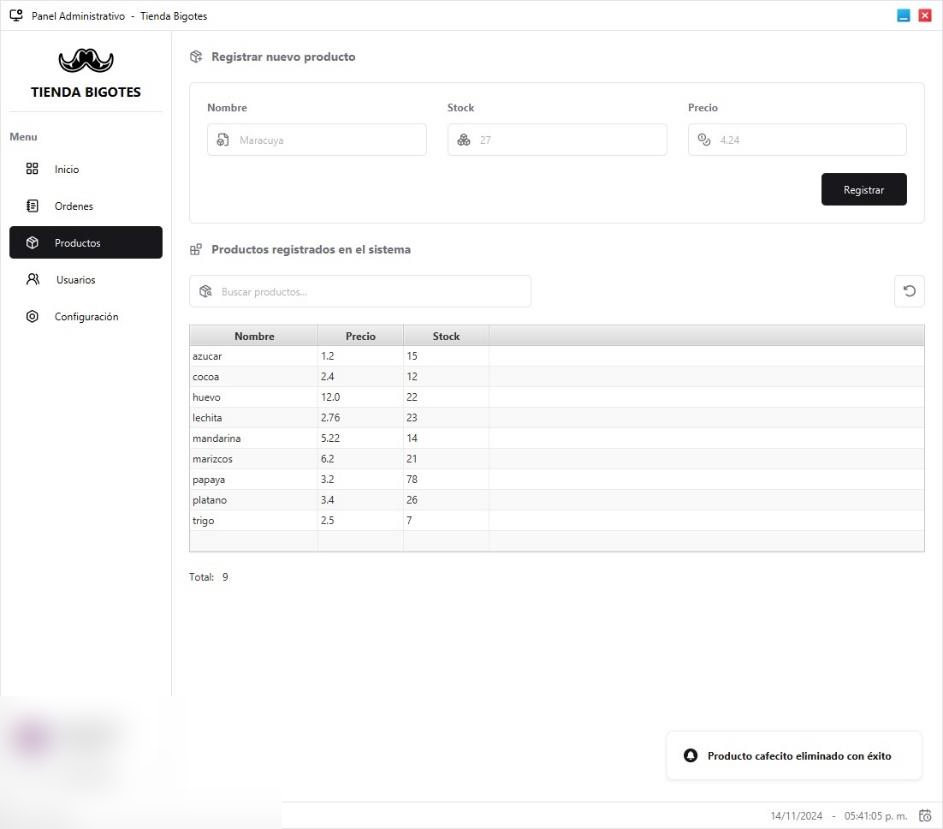 Panel Administrativo - Tienda Bigotes
TIENDA BIGOTES
Menu
Inicio
Ordenes
Productos
Usuarios
Configuración
Registrar nuevo producto
Nombre Stock Precio
Maracuya 27 4.24
Registrar
Productos registrados en el sistema
Buscar productos...
Nombre Precio Stock
azucar 1.2 15
cocoa 2.4 12
huevo 12.0 22
lechita 2.76 23
mandarina 5.22 14
marizcos 6.2 21
papaya 3.2 78
platano 3.4 26
trigo 2.5 7
Total: 9
Producto cafecito eliminado con éxito
14/11/2024 - 05:41:05 p. m.